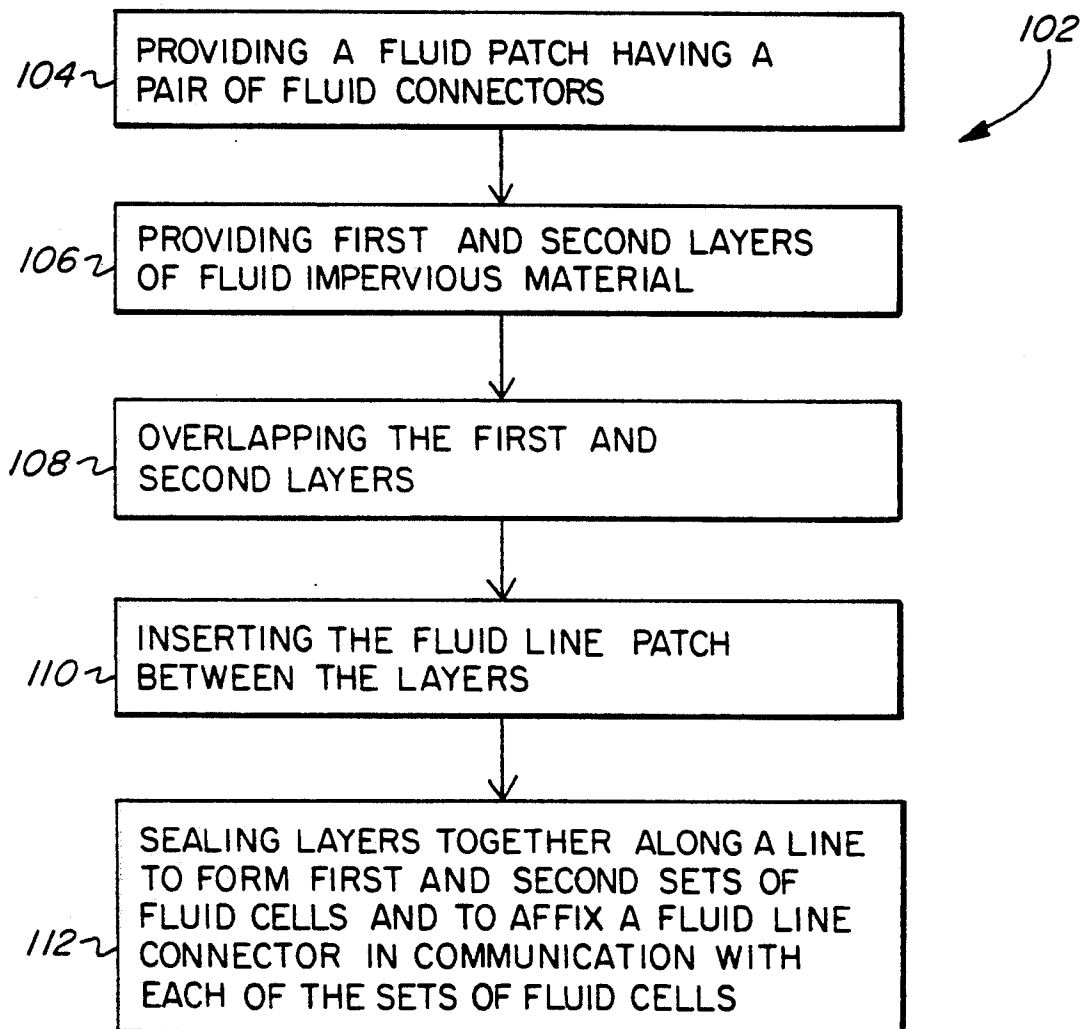 102
104
PROVIDING A FLUID PATCH HAVING A
PAIR OF FLUID CONNECTORS
106
PROVIDING FIRST AND SECOND LAYERS
OF FLUID IMPERVIOUS MATERIAL
108
OVERLAPPING THE FIRST AND
SECOND LAYERS
110
INSERTING THE FLUID LINE PATCH
BETWEEN THE LAYERS
112
SEALING LAYERS TOGETHER ALONG A LINE
TO FORM FIRST AND SECOND SETS OF
FLUID CELLS AND TO AFFIX A FLUID LINE
CONNECTOR IN COMMUNICATION WITH
EACH OF THE SETS OF FLUID CELLS